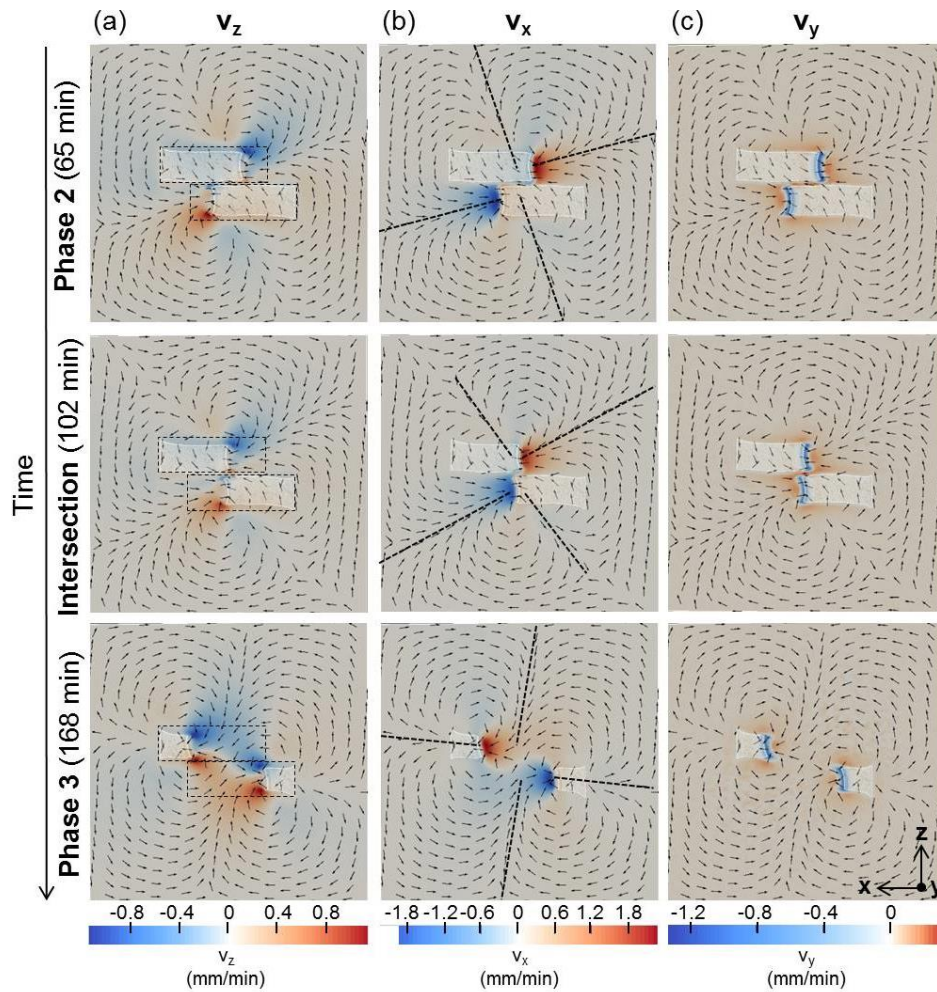 (a) v_z (b) v_x (c) v_y
Time
Phase 2 (65 min)
Intersection (102 min)
Phase 3 (168 min)
z
x y
-0.8 -0.4 0 0.4 0.8
v_z
(mm/min)
-1.8 -1.2 -0.6 0 0.6 1.2 1.8
v_x
(mm/min)
-1.2 -0.4 0
v_y
(mm/min)